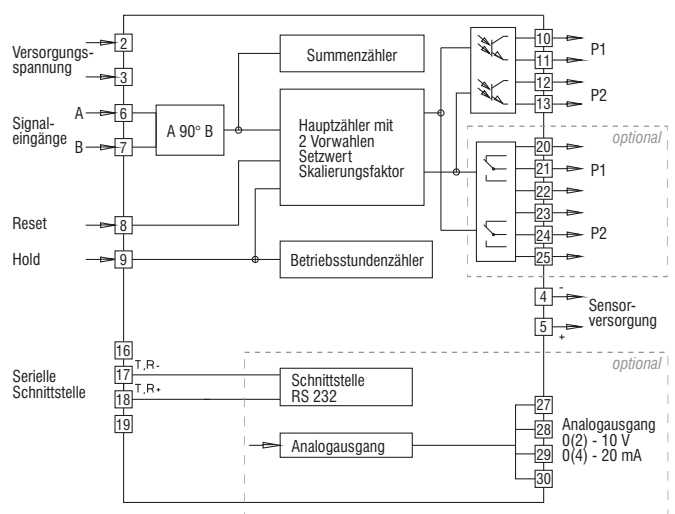 Versorgungs-
spannung
2
3
Signal-
eingänge
A
B
6
7
A 90° B
Summenzähler
Hauptzähler mit
2 Vorwahlen
Setzwert
Skalierungsfaktor
10
11
P1
12
13
P2
optional
20
21
P1
22
23
24
P2
25
Reset
8
Hold
9
Betriebsstundenzähler
4
-
Sensor-
versorgung
5
+
optional
Serielle
Schnittstelle
16
17
T,R-
18
T,R+
19
Schnittstelle
RS 232
Analogausgang
27
28
29
30
Analogausgang
0(2) - 10 V
0(4) - 20 mA